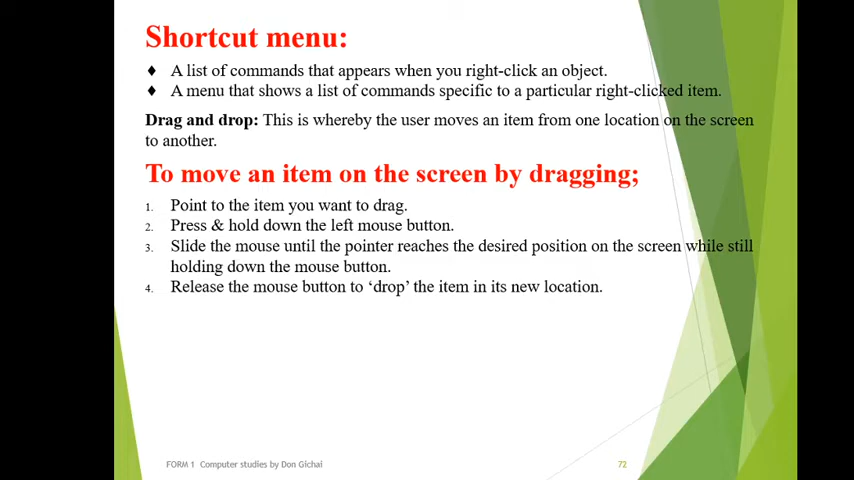 Shortcut menu:
♦ A list of commands that appears when you right-click an object.
♦ A menu that shows a list of commands specific to a particular right-clicked item.
Drag and drop: This is whereby the user moves an item from one location on the screen
to another.
To move an item on the screen by dragging;
1. Point to the item you want to drag.
2. Press & hold down the left mouse button.
3. Slide the mouse until the pointer reaches the desired position on the screen while still
holding down the mouse button.
4. Release the mouse button to ‘drop’ the item in its new location.
FORM 1 Computer studies by Don Gichai
72